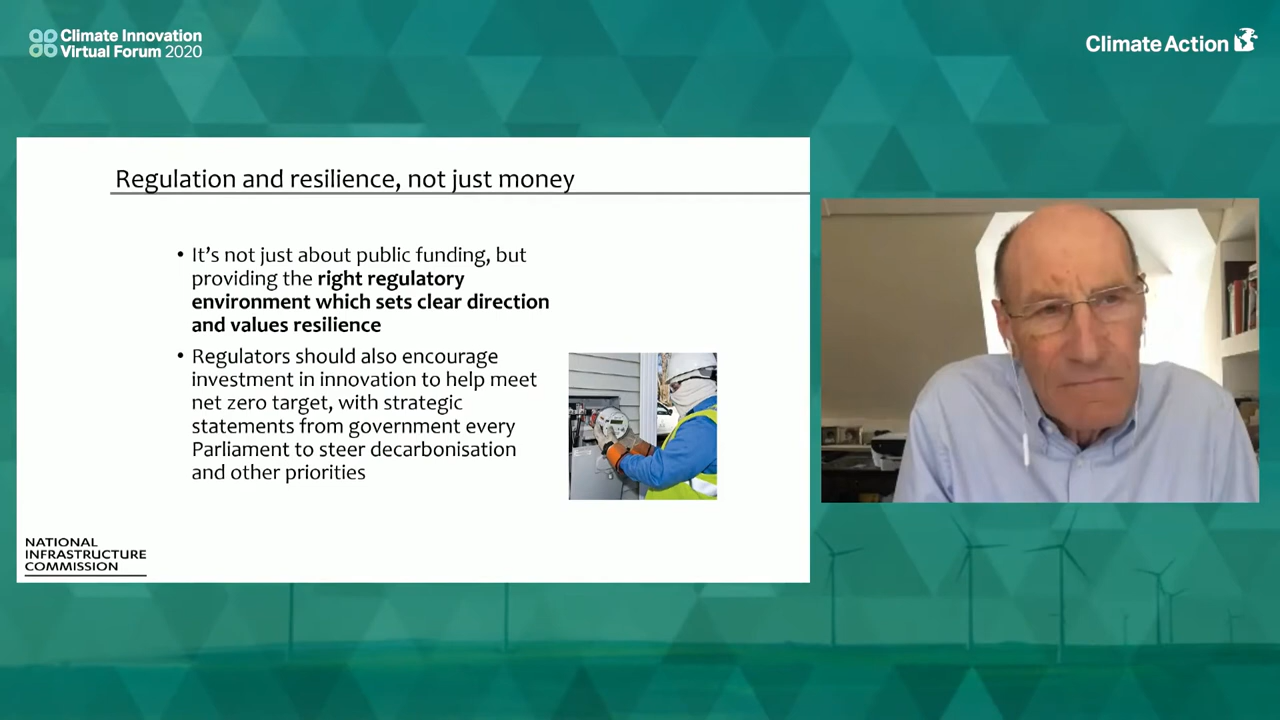 Climate Innovation
Virtual Forum 2020
Climate Action
Regulation and resilience, not just money
• It’s not just about public funding, but
providing the right regulatory
environment which sets clear direction
and values resilience
• Regulators should also encourage
investment in innovation to help meet
net zero target, with strategic
statements from government every
Parliament to steer decarbonisation
and other priorities
NATIONAL
INFRASTRUCTURE
COMMISSION